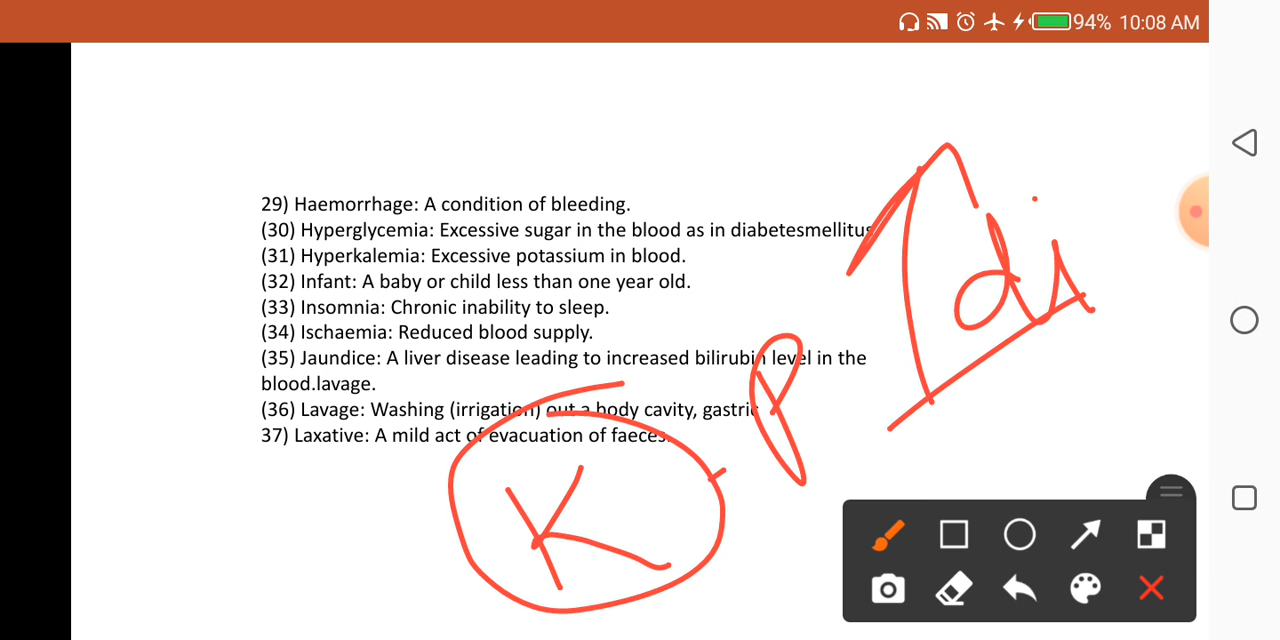 94% 10:08 AM
29) Haemorrhage: A condition of bleeding.
(30) Hyperglycemia: Excessive sugar in the blood as in diabetesmellitus
(31) Hyperkalemia: Excessive potassium in blood.
(32) Infant: A baby or child less than one year old.
(33) Insomnia: Chronic inability to sleep.
(34) Ischaemia: Reduced blood supply.
(35) Jaundice: A liver disease leading to increased bilirubin level in the
blood.lavage.
(36) Lavage: Washing (irrigation) out a body cavity, gastric
37) Laxative: A mild act of evacuation of faeces.
K
P